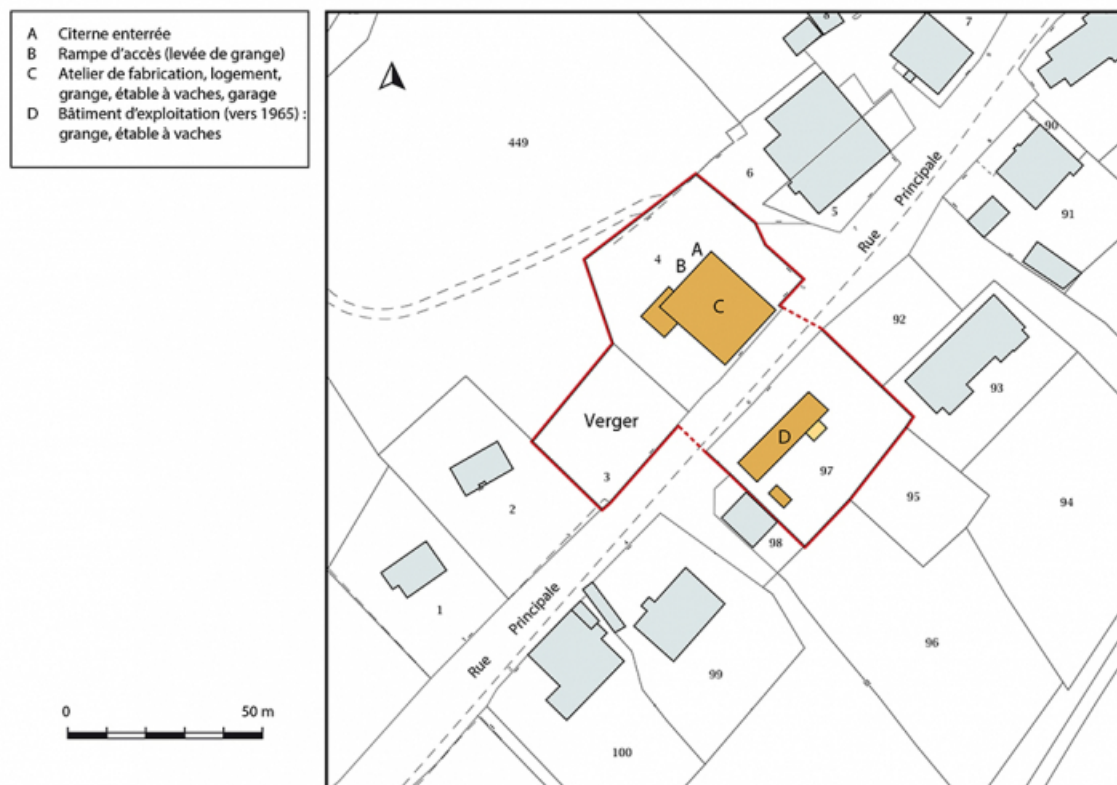 A Citerne enterrée
B Rampe d'accès (levée de grange)
C Atelier de fabrication, logement,
grange, étable à vaches, garage
D Bâtiment d'exploitation (vers 1965) :
grange, étable à vaches
0 50 m
7
90
449
6
Rue Principale
91
5
4
A
B
C
92
93
Verger
D
97
3
2
95
94
98
1
Rue Principale
96
99
100